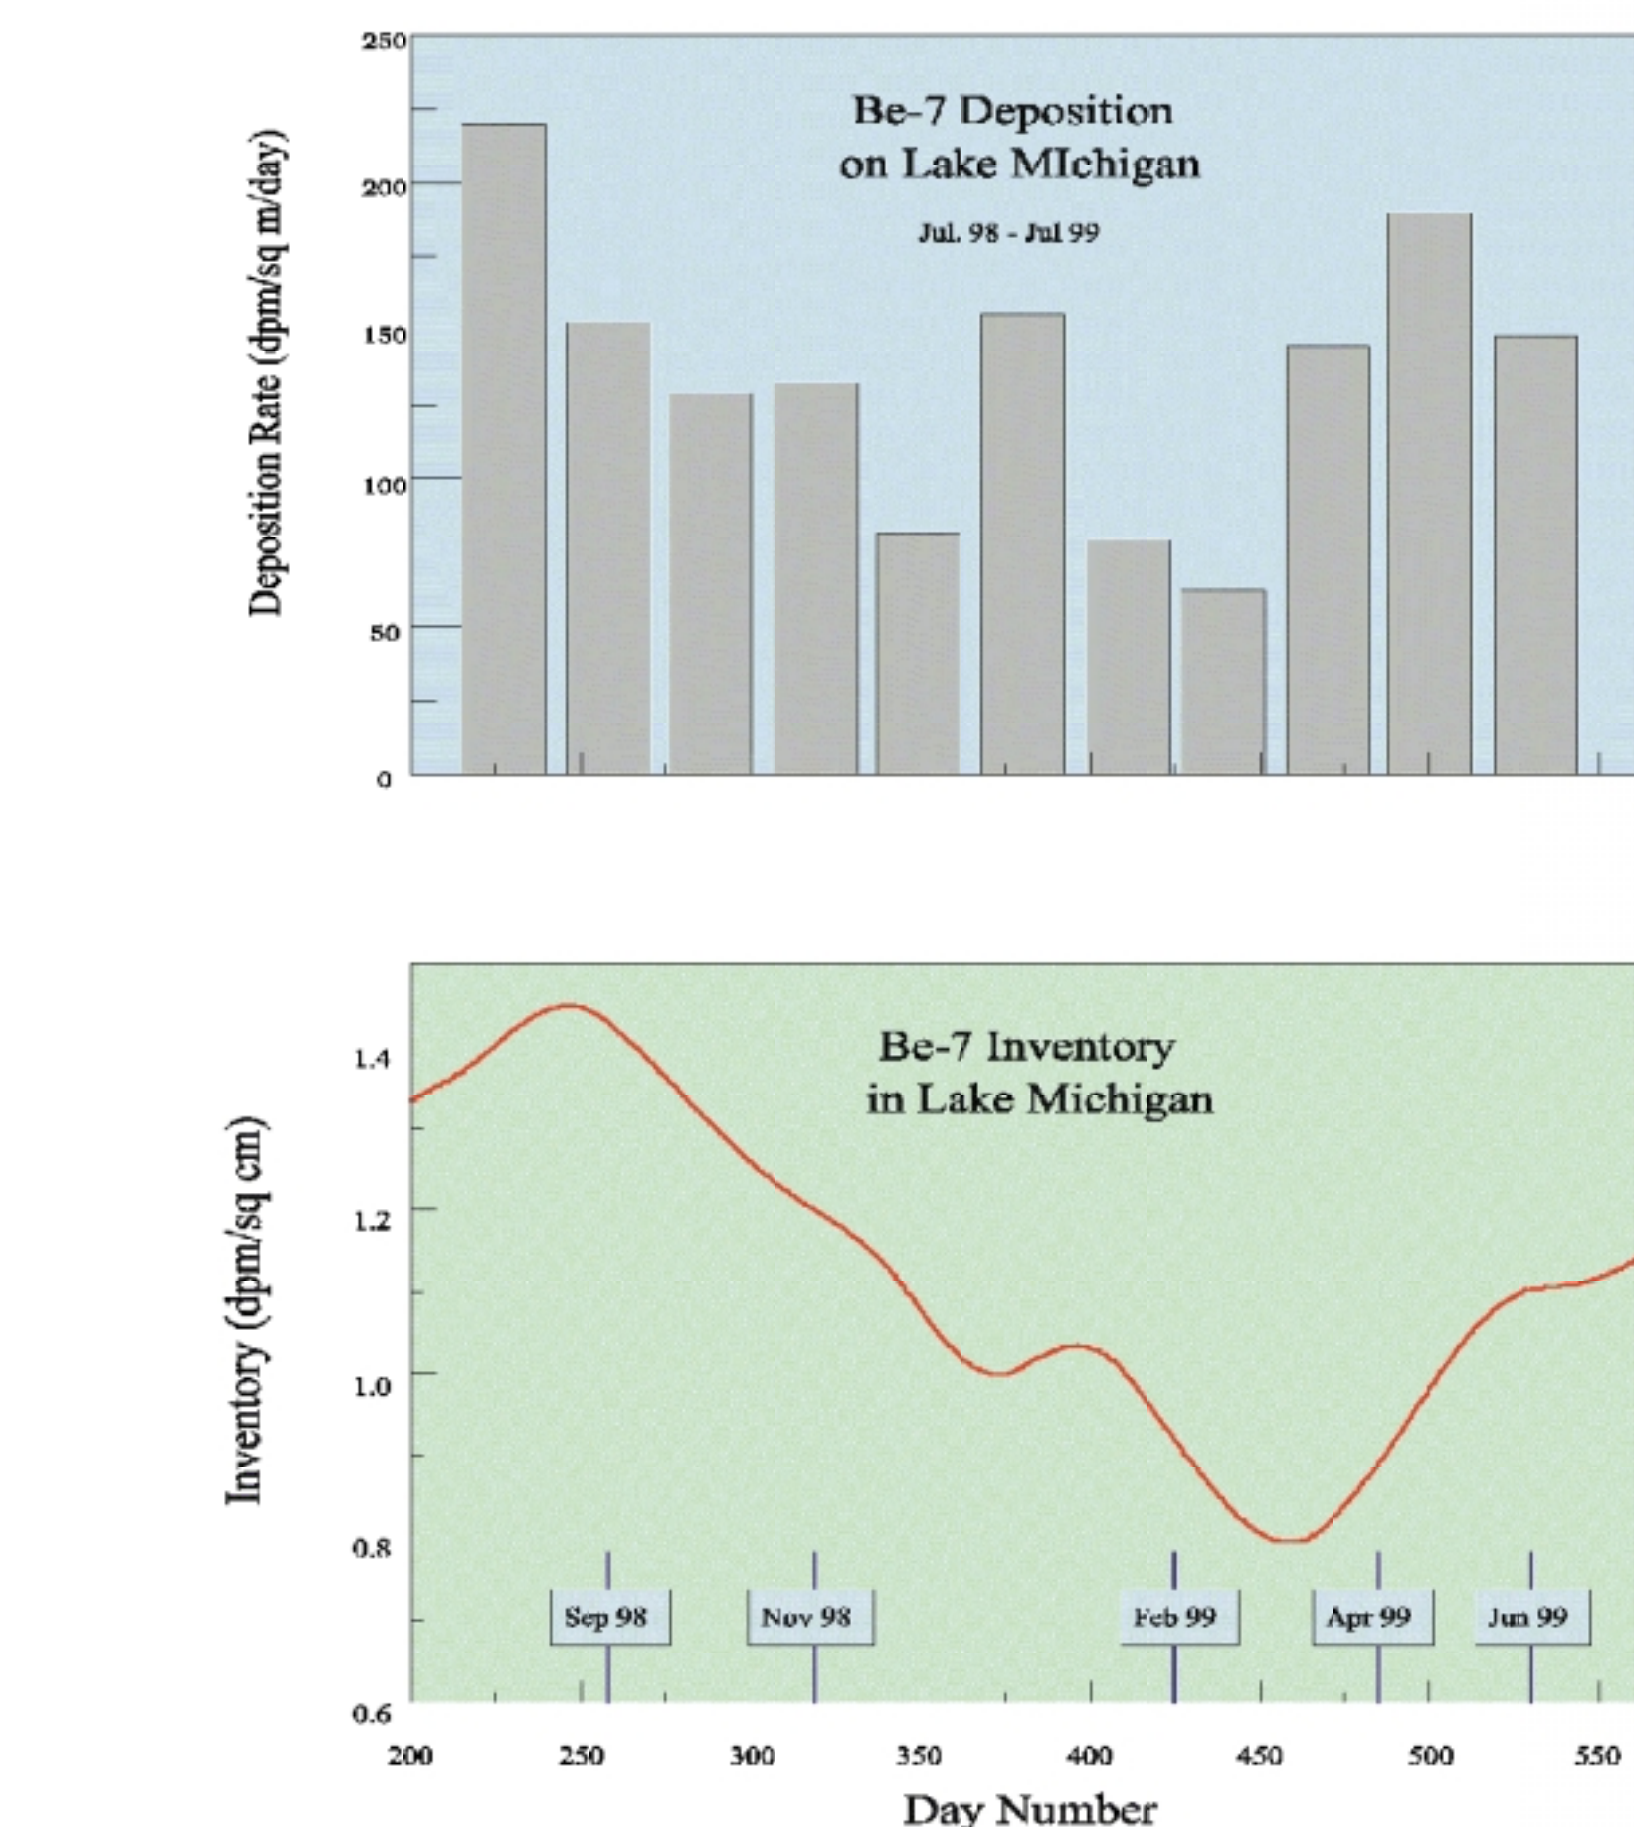 250
Be-7 Deposition
on Lake MIchigan
Jul. 98 - Jul 99
200
150
100
50
0
Deposition Rate (dpm/sq m/day)
Be-7 Inventory
in Lake Michigan
1.4
1.2
1.0
0.8
0.6
Inventory (dpm/sq cm)
Sep 98
Nov 98
Feb 99
Apr 99
Jun 99
200 250 300 350 400 450 500 550
Day Number